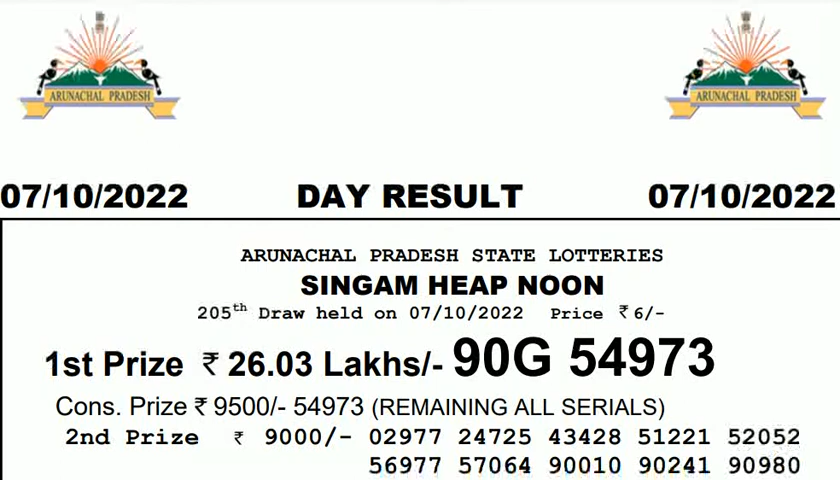 ARUNACHAL PRADESH ARUNACHAL PRADESH
07/10/2022 DAY RESULT 07/10/2022
ARUNACHAL PRADESH STATE LOTTERIES
SINGAM HEAP NOON
205th Draw held on 07/10/2022 Price ₹ 6/-
1st Prize ₹ 26.03 Lakhs/- 90G 54973
Cons. Prize ₹ 9500/- 54973 (REMAINING ALL SERIALS)
2nd Prize ₹ 9000/- 02977 24725 43428 51221 52052
56977 57064 90010 90241 90980